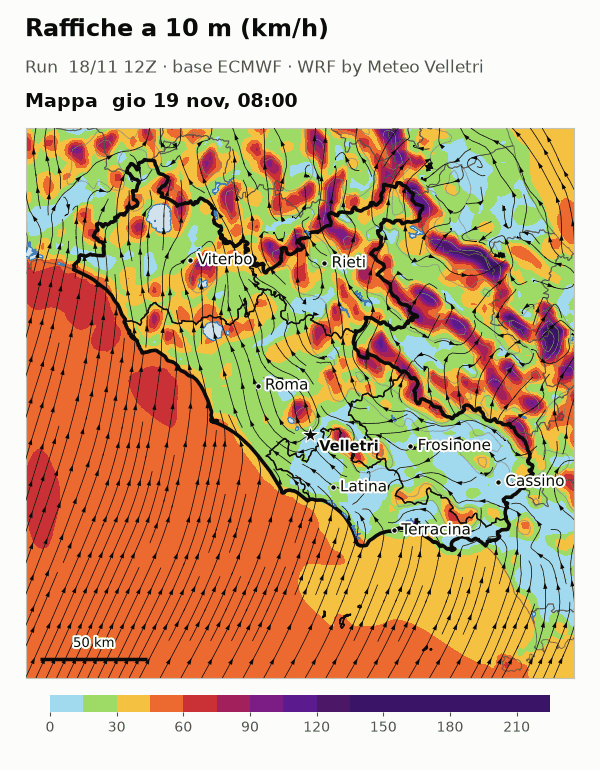 Raffiche a 10 m (km/h)
Run 18/11 12Z · base ECMWF · WRF by Meteo Velletri
Mappa gio 19 nov, 08:00
Viterbo
Rieti
Roma
Velletri
Frosinone
Latina
Cassino
Terracina
50 km
0 30 60 90 120 150 180 210